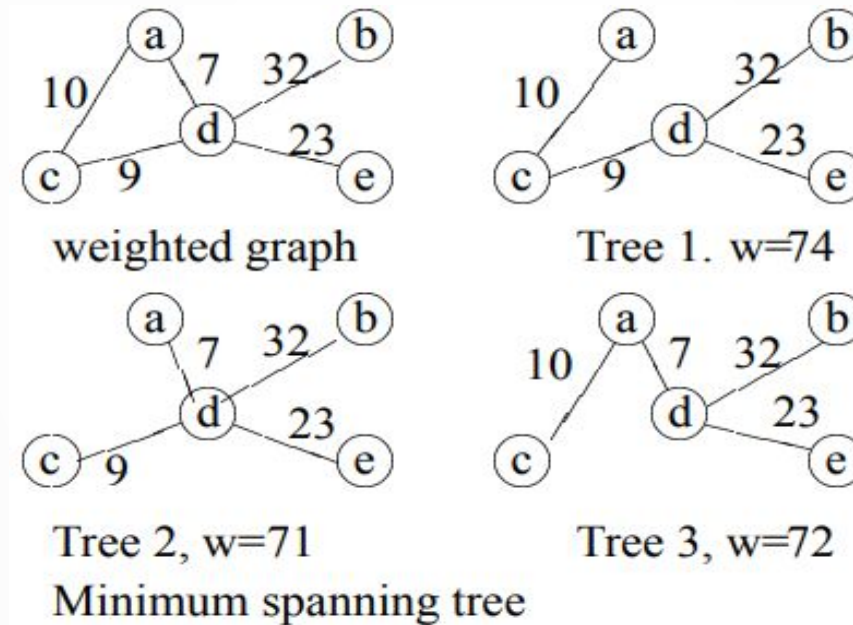 a b a b
10 7 32 10 32
d d
9 23 9 23
c e c e
weighted graph Tree 1. w=74
a b a b
7 32 10 7 32
d d
9 23 23
c e c e
Tree 2, w=71 Tree 3, w=72
Minimum spanning tree